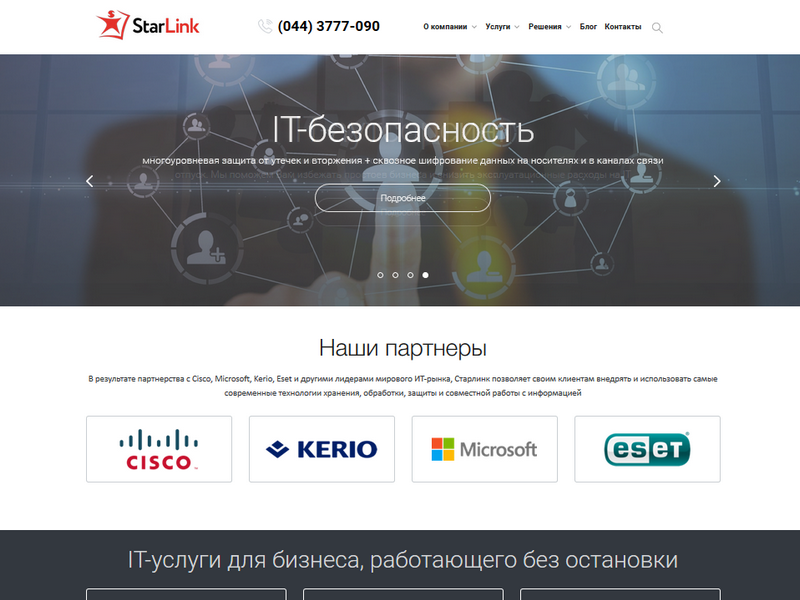 StarLink
(044) 3777-090
О компании
Услуги
Решения
Блог
Контакты
IT-безопасность
многоуровневая защита от утечек и вторжения + сквозное шифрование данных на носителях и в каналах связи
Подробнее
Наши партнеры
В результате партнерства с Cisco, Microsoft, Kerio, Eset и другими лидерами мирового ИТ-рынка, Старлинк позволяет своим клиентам внедрять и использовать самые
современные технологии хранения, обработки, защиты и совместной работы с информацией
CISCO
KERIO
Microsoft
eseT
IT-услуги для бизнеса, работающего без остановки